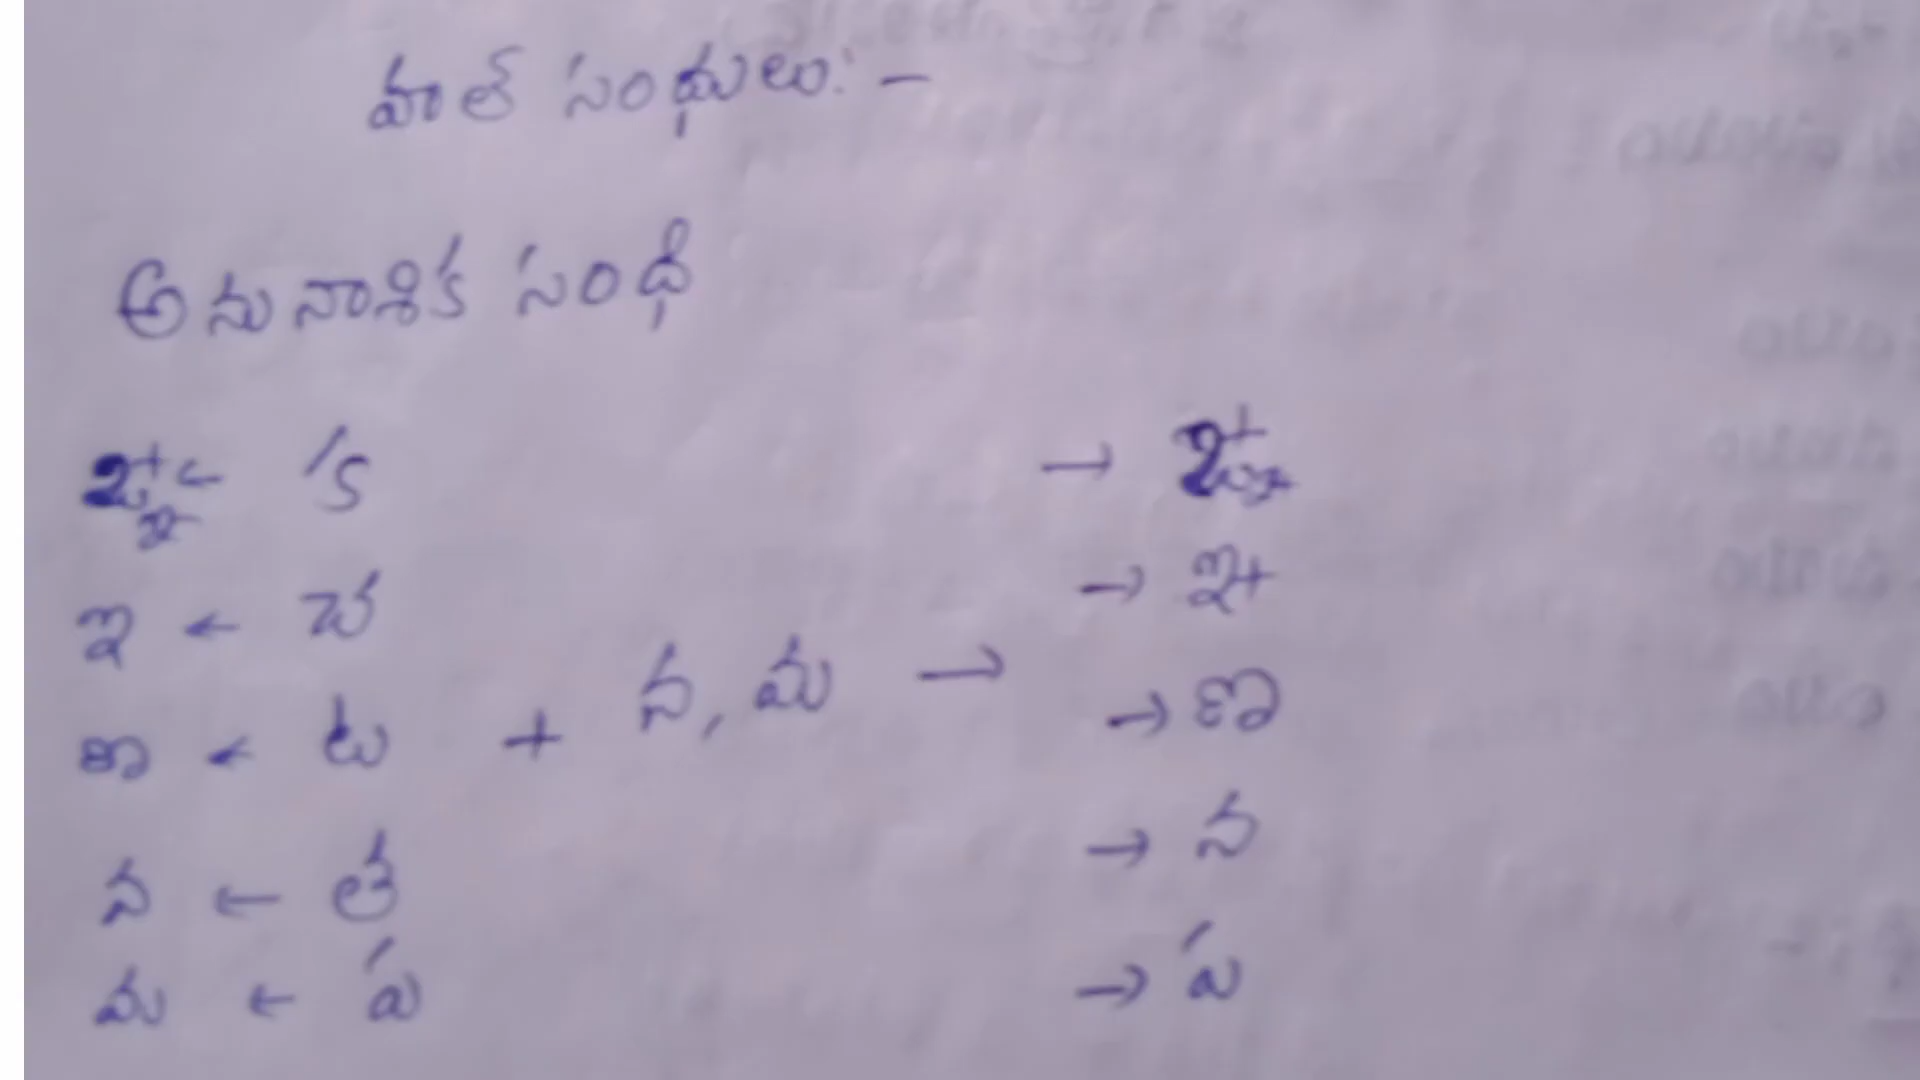 హల్ సంధులు:-
అనునాశిక సంధి
← క →
ఞ ← చ → ఞ
ణ ← ట + న, మ → → ణ
న ← త → న
మ ← ప → ప